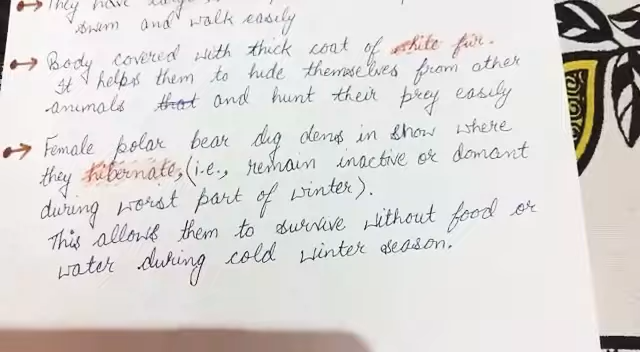 They have
swim and walk easily
Body covered with thick coat of white fur.
It helps them to hide themselves from other
animals that and hunt their prey easily
Female polar bear dig dens in snow where
they hibernate, (i.e., remain inactive or domant
during worst part of winter).
This allows them to survive without food or
water during cold winter season.